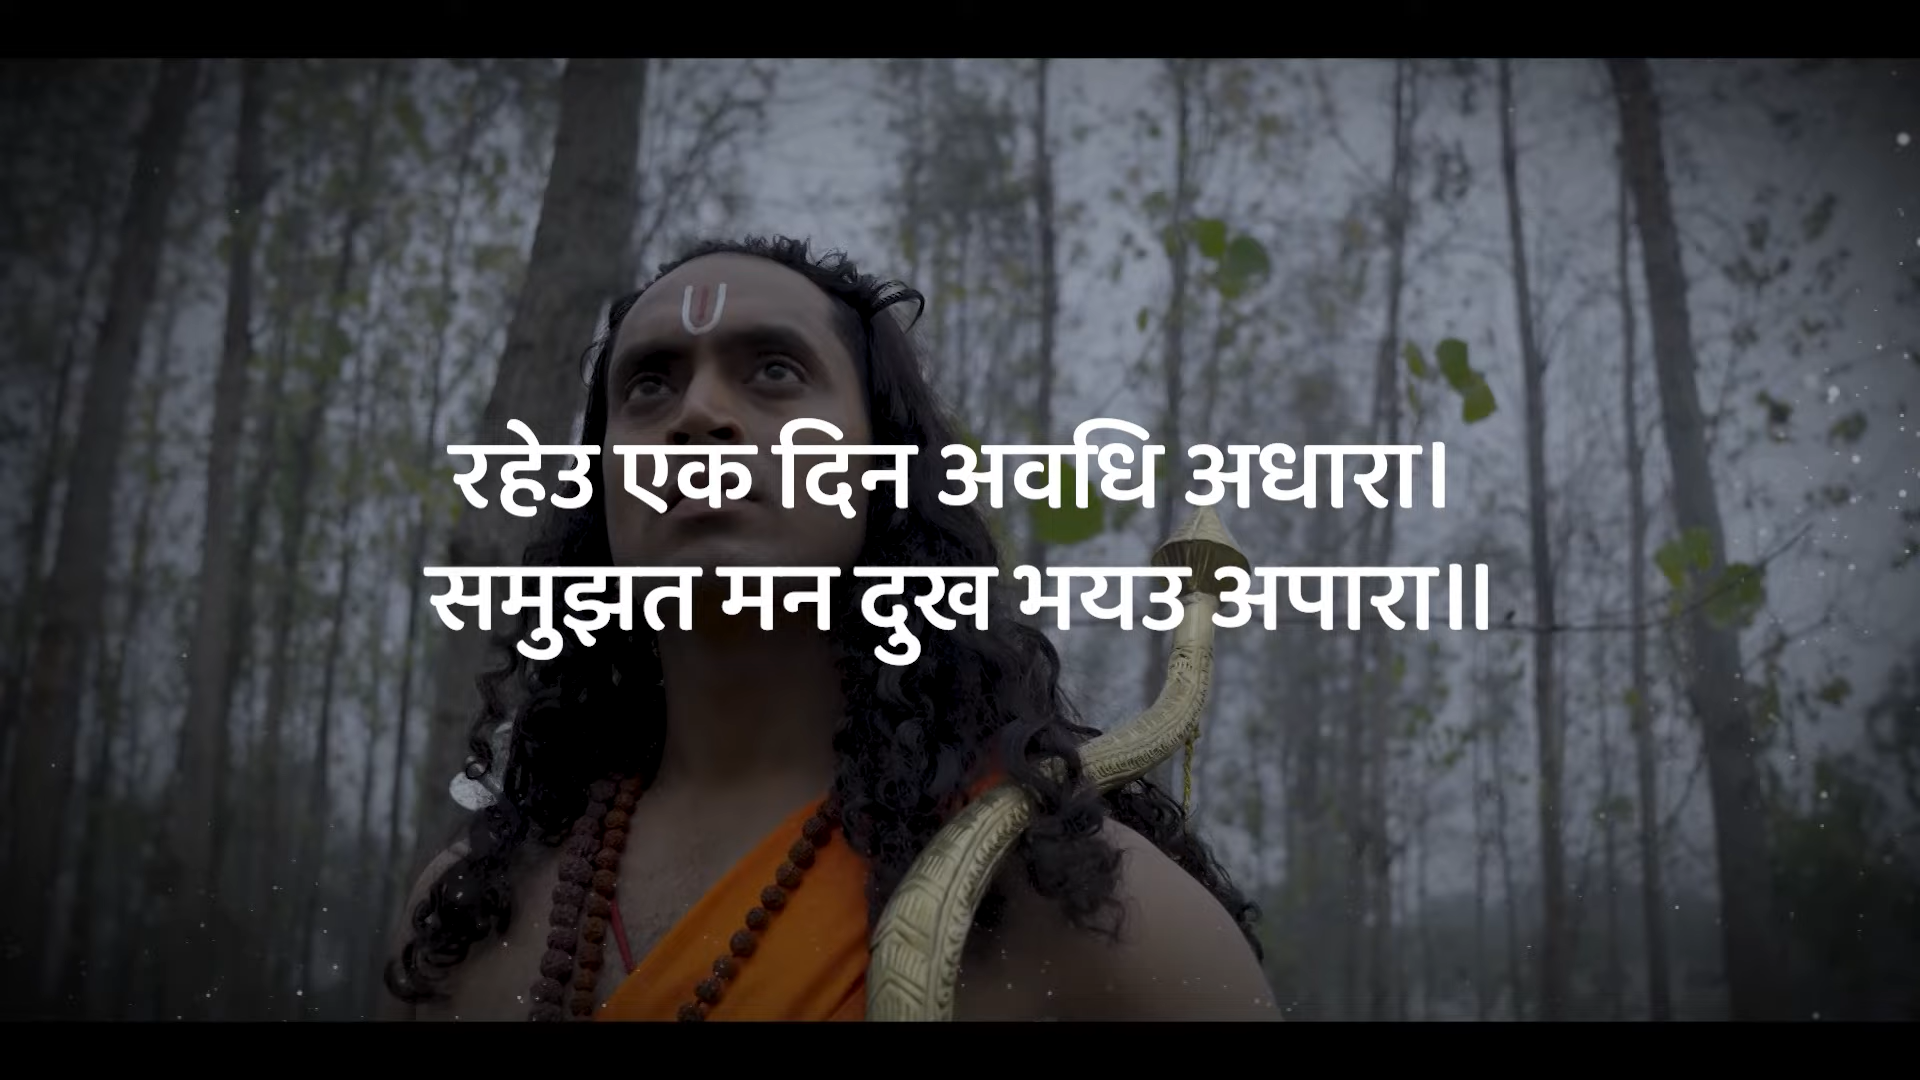 रहेउ एक दिन अवधि अधारा।
समुझत मन दुख भयउ अपारा॥